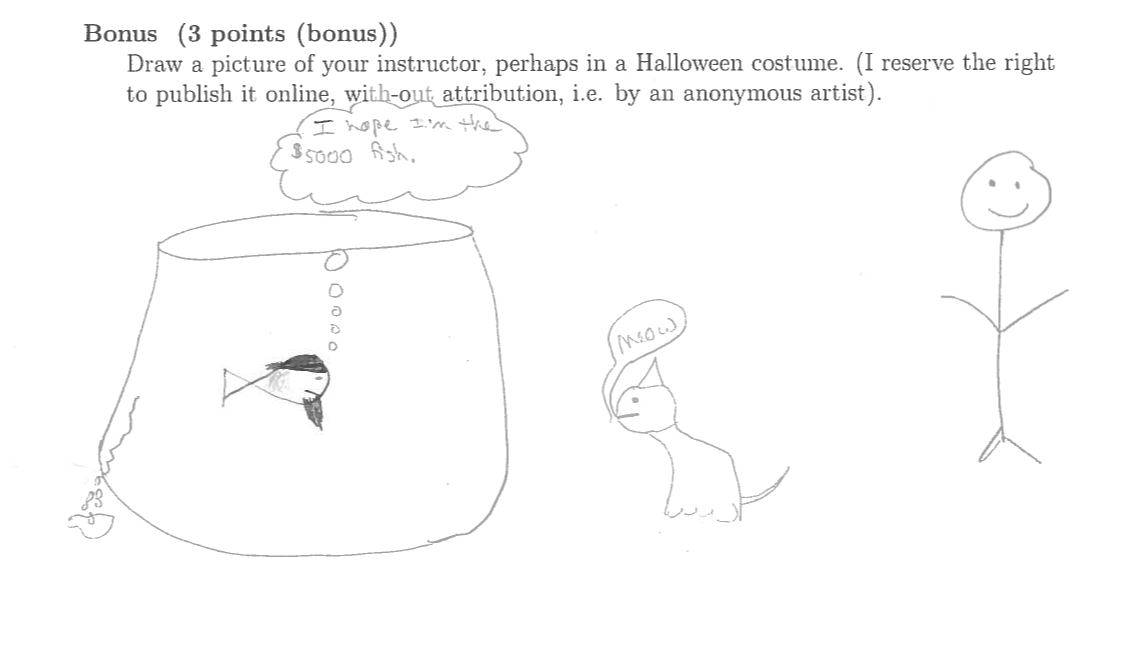 Bonus (3 points (bonus))
Draw a picture of your instructor, perhaps in a Halloween costume. (I reserve the right
to publish it online, with-out attribution, i.e. by an anonymous artist).
I hope I'm the
$5000 fish.
Meow